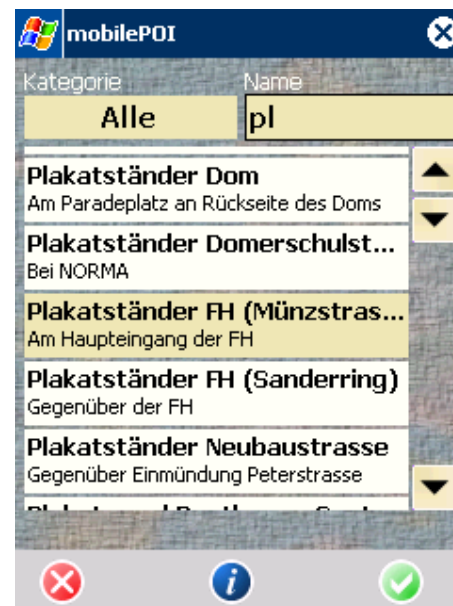 mobilePOI
Kategorie Name
Alle pl
Plakatständer Dom
Am Paradeplatz an Rückseite des Doms
Plakatständer Domerschulst...
Bei NORMA
Plakatständer FH (Münzstras...
Am Haupteingang der FH
Plakatständer FH (Sanderring)
Gegenüber der FH
Plakatständer Neubaustrasse
Gegenüber Einmündung Peterstrasse